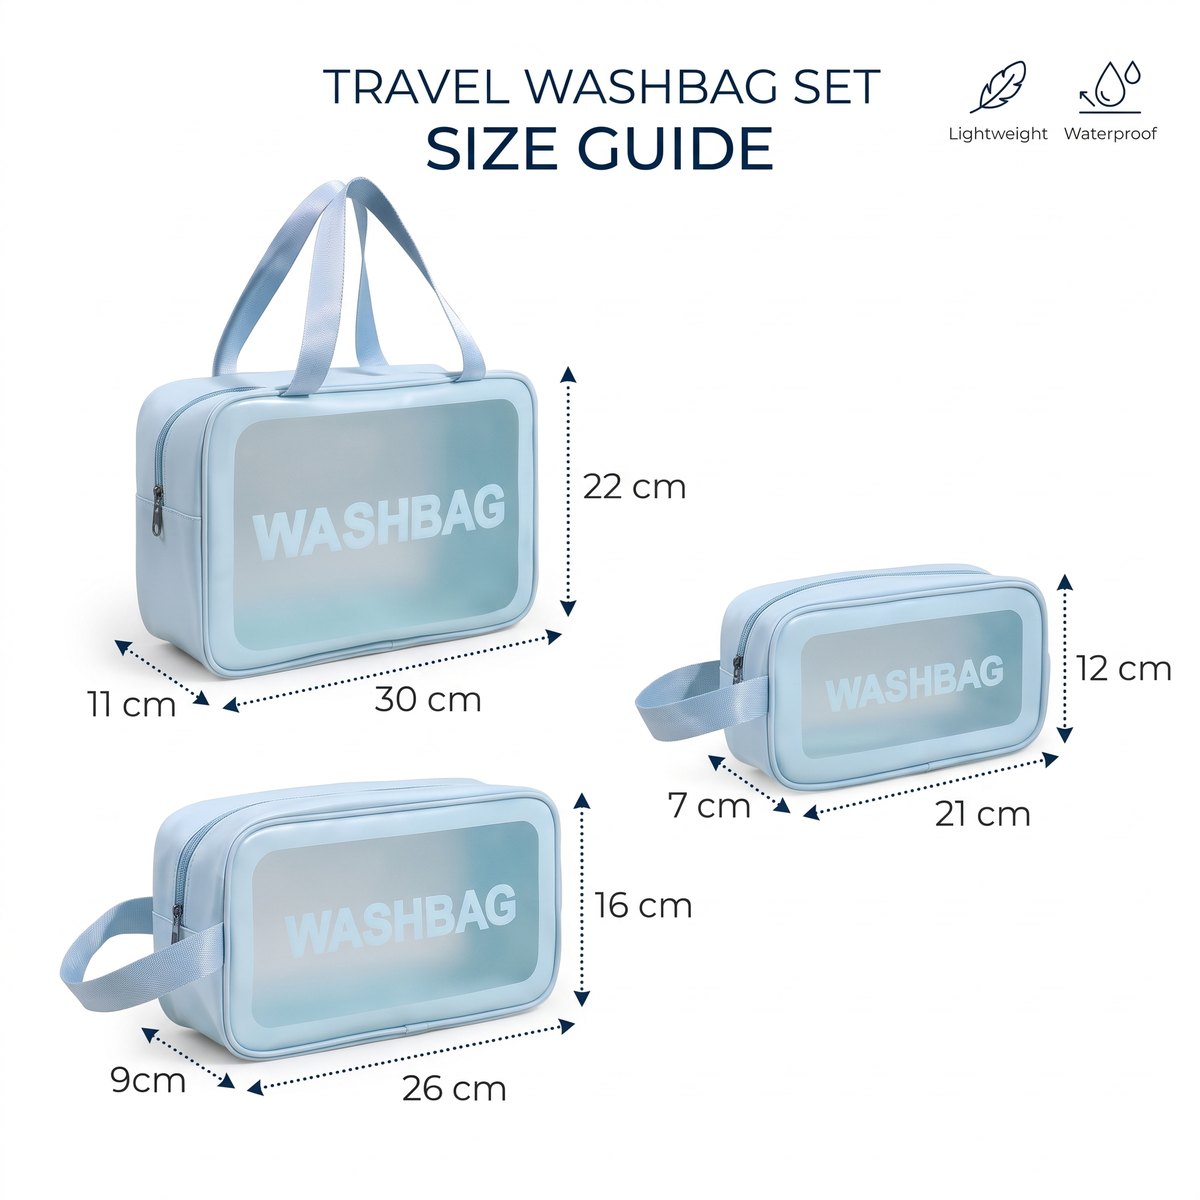 TRAVEL WASHBAG SET
SIZE GUIDE
Lightweight
Waterproof
WASHBAG
22 cm
11 cm
30 cm
WASHBAG
12 cm
7 cm
21 cm
WASHBAG
16 cm
9cm
26 cm